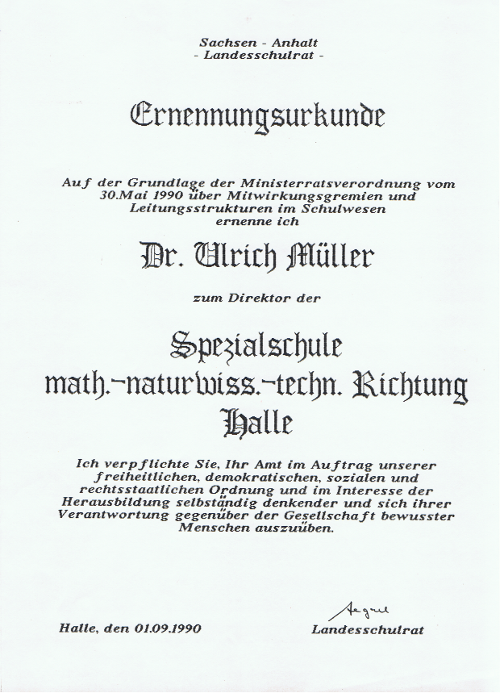 Sachsen - Anhalt
- Landesschulrat -
Ernennungsurkunde
Auf der Grundlage der Ministerratsverordnung vom
30.Mai 1990 über Mitwirkungsgremien und
Leitungsstrukturen im Schulwesen
ernenne ich
Dr. Ulrich Müller
zum Direktor der
Spezialschule
math.-naturwiss.-techn. Richtung
Halle
Ich verpflichte Sie, Ihr Amt im Auftrag unserer
freiheitlichen, demokratischen, sozialen und
rechtsstaatlichen Ordnung und im Interesse der
Herausbildung selbständig denkender und sich ihrer
Verantwortung gegenüber der Gesellschaft bewusster
Menschen auszuüben.
Halle, den 01.09.1990
Landesschulrat